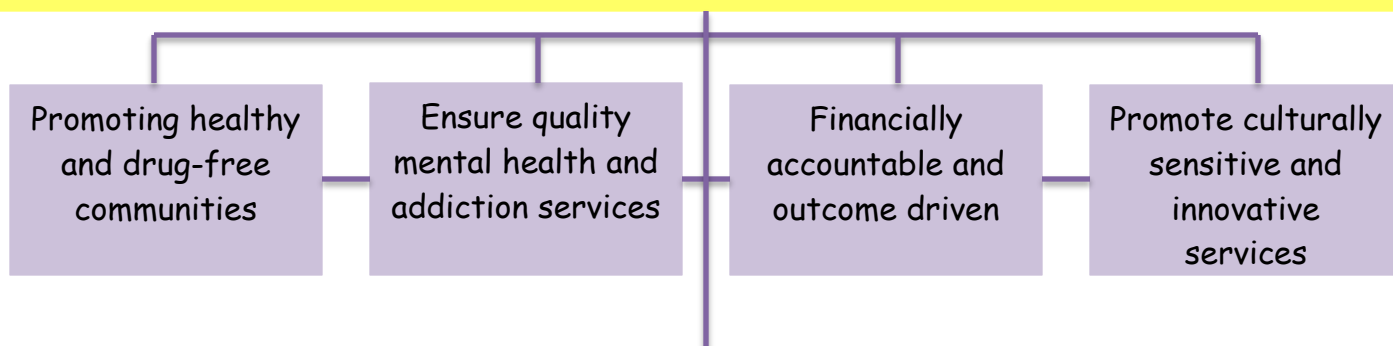 Promoting healthy
and drug-free
communities
Ensure quality
mental health and
addiction services
Financially
accountable and
outcome driven
Promote culturally
sensitive and
innovative
services